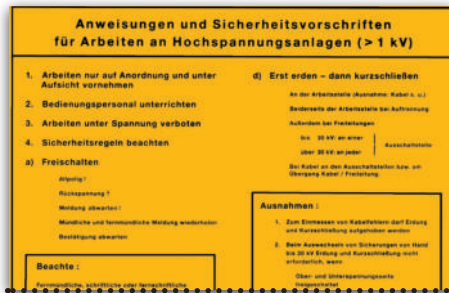 Anweisungen und Sicherheitsvorschriften
für Arbeiten an Hochspannungsanlagen (> 1 kV)
1. Arbeiten nur auf Anordnung und unter
Aufsicht vornehmen
2. Bedienungspersonal unterrichten
3. Arbeiten unter Spannung verboten
4. Sicherheitsregeln beachten
a) Freischalten
Allpolig!
Rückspannung?
Meldung abwarten!
Mündliche und fernmündliche Meldung wiederholen
Bestätigung abwarten
Beachte:
Fernmündliche, schriftliche oder fernschriftliche
d) Erst erden – dann kurzschließen
An der Arbeitsstelle (Ausnahme: Kabel s. u.)
Beiderseits der Arbeitsstelle bei Auftrennung
Außerdem bei Freileitungen
bis 30 kV: an einer
über 30 kV: an jeder
Ausschaltstelle
Bei Kabel an den Ausschaltstellen bzw. am
Übergang Kabel / Freileitung.
Ausnahmen:
1. Zum Einmessen von Kabelfehlern darf Erdung
und Kurzschließung aufgehoben werden
2. Beim Auswechseln von Sicherungen von Hand
bis 30 kV Erdung und Kurzschließung nicht
erforderlich, wenn
Ober- und Unterspannungsseite
freigeschaltet